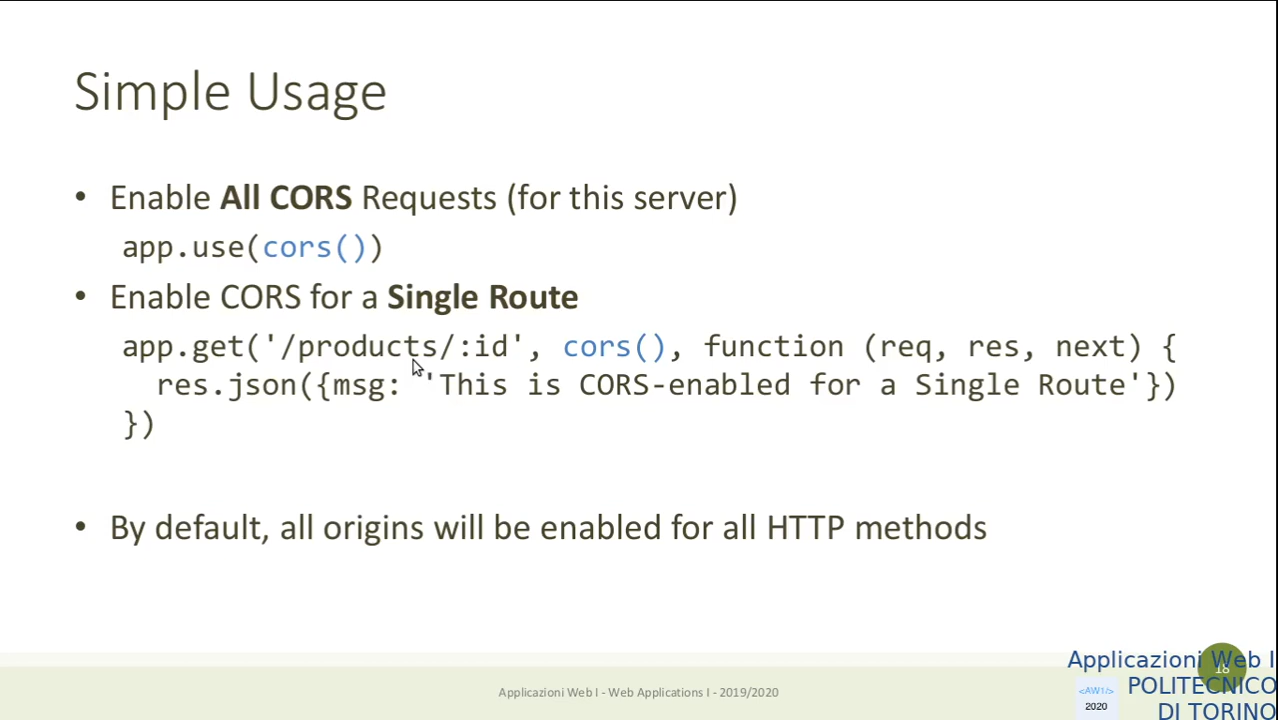 Simple Usage
• Enable All CORS Requests (for this server)
app.use(cors())
• Enable CORS for a Single Route
app.get('/products/:id', cors(), function (req, res, next) {
res.json({msg: 'This is CORS-enabled for a Single Route'})
})
• By default, all origins will be enabled for all HTTP methods
Applicazioni Web I - Web Applications I - 2019/2020
18
Applicazioni Web I
POLITECNICO
DI TORINO
<AW1/>
2020